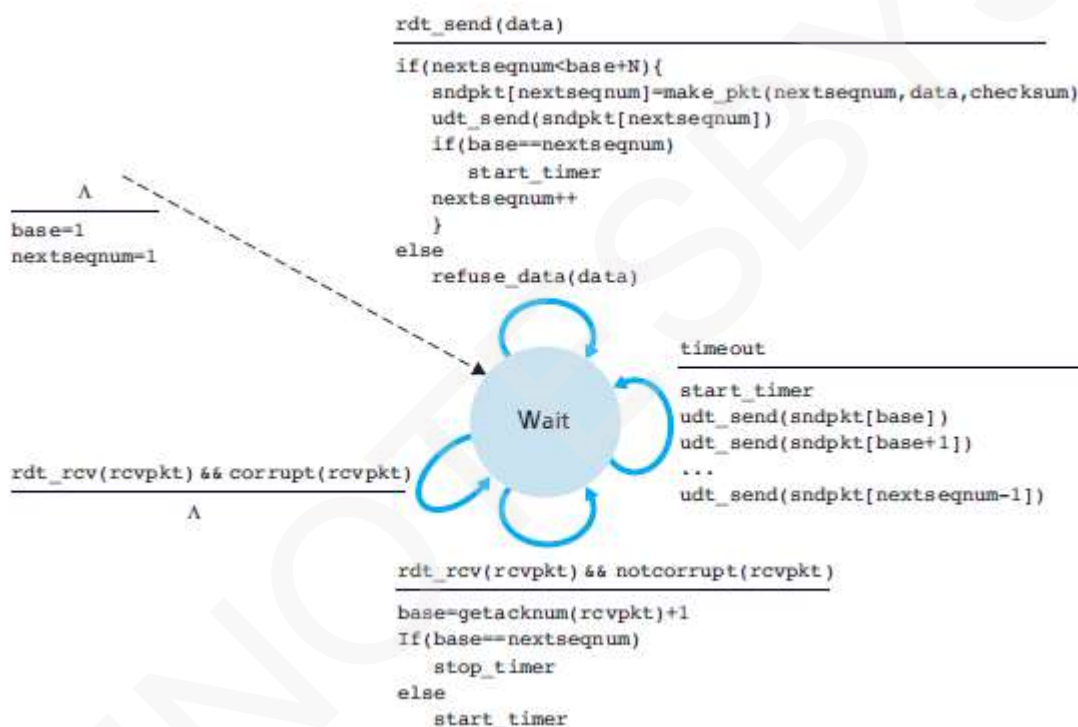 rdt_send(data)
if(nextseqnum<base+N){
sndpkt[nextseqnum]=make_pkt(nextseqnum,data,checksum)
udt_send(sndpkt[nextseqnum])
if(base==nextseqnum)
start_timer
nextseqnum++
}
else
refuse_data(data)
Λ
base=1
nextseqnum=1
Wait
timeout
start_timer
udt_send(sndpkt[base])
udt_send(sndpkt[base+1])
...
udt_send(sndpkt[nextseqnum-1])
rdt_rcv(rcvpkt) && corrupt(rcvpkt)
Λ
rdt_rcv(rcvpkt) && notcorrupt(rcvpkt)
base=getacknum(rcvpkt)+1
If(base==nextseqnum)
stop_timer
else
start_timer